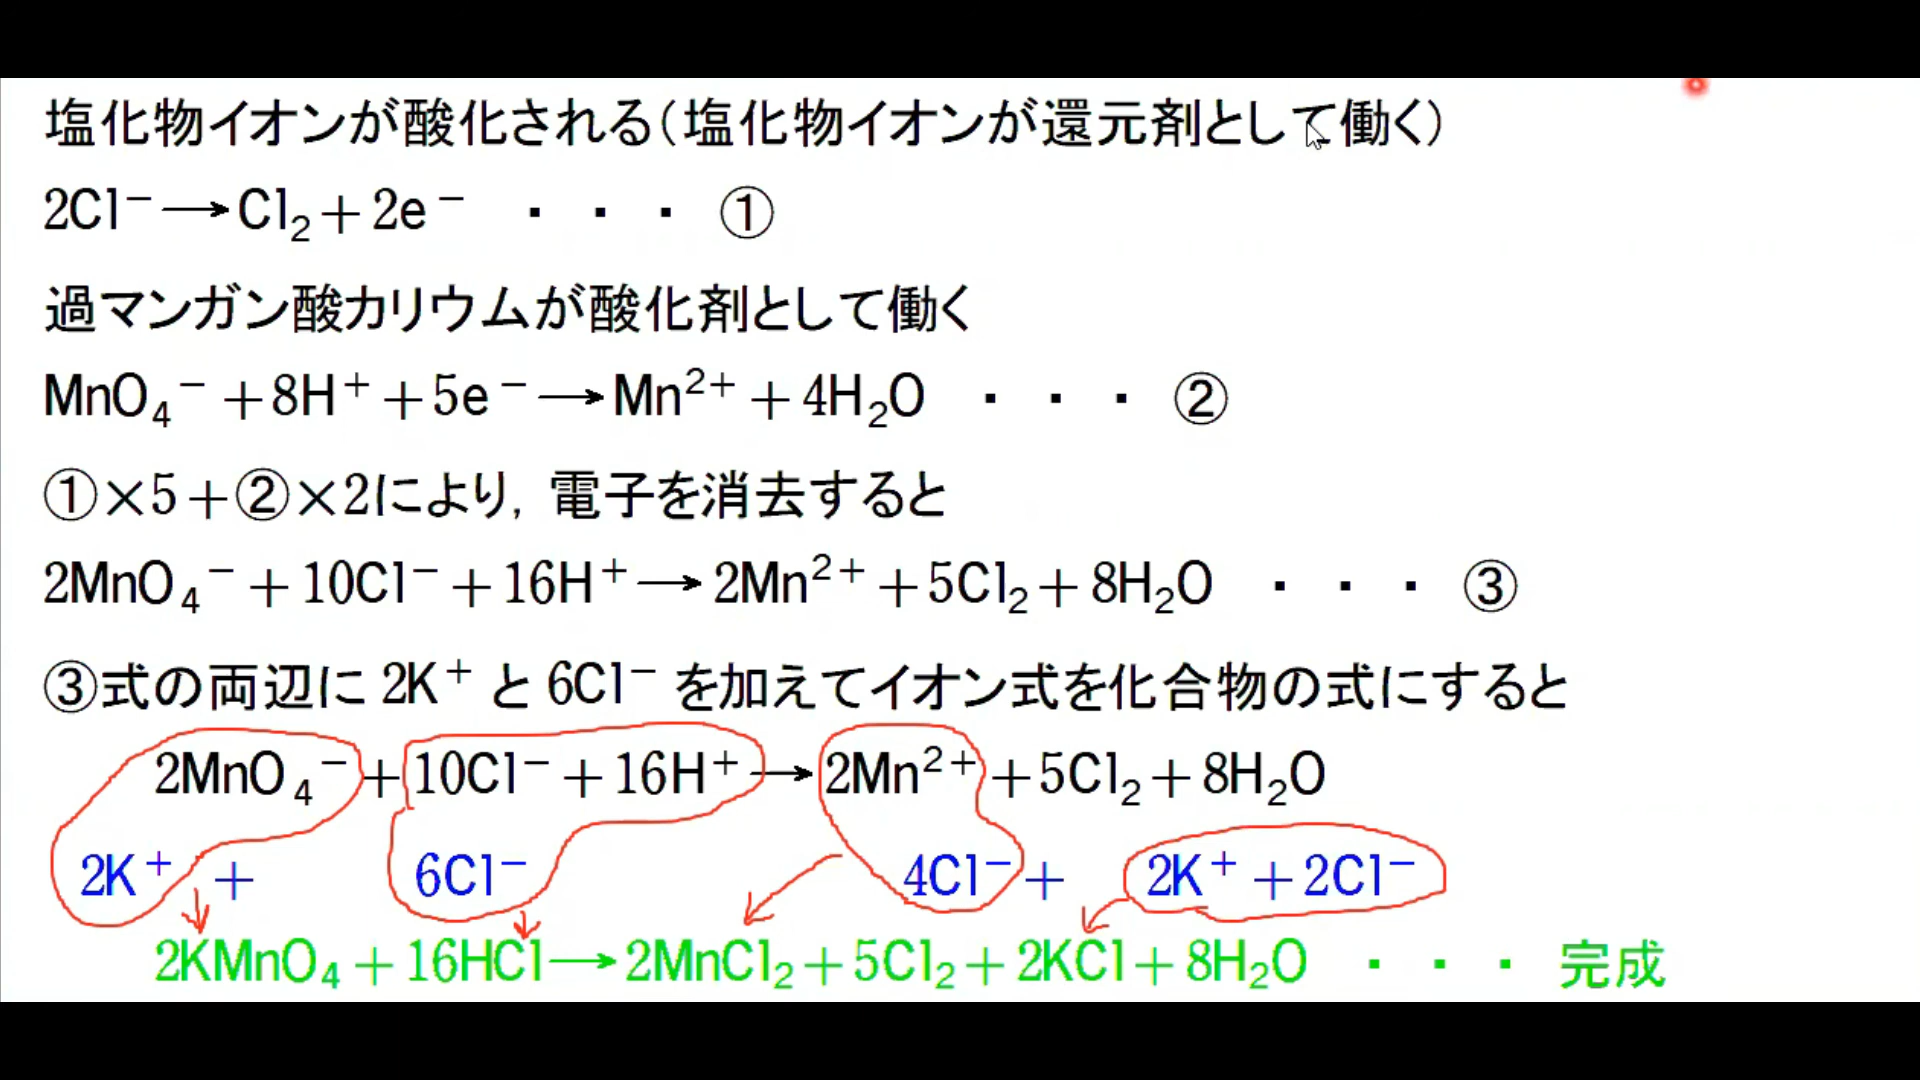 塩化物イオンが酸化される(塩化物イオンが還元剤として働く)
2Cl⁻→Cl₂+2e⁻ ・・・ ①
過マンガン酸カリウムが酸化剤として働く
MnO₄⁻+8H⁺+5e⁻→Mn²⁺+4H₂O ・・・ ②
①×5+②×2により, 電子を消去すると
2MnO₄⁻+10Cl⁻+16H⁺→2Mn²⁺+5Cl₂+8H₂O ・・・ ③
③式の両辺に 2K⁺ と 6Cl⁻ を加えてイオン式を化合物の式にすると
2MnO₄⁻+10Cl⁻+16H⁺→2Mn²⁺+5Cl₂+8H₂O
2K⁺ + 6Cl⁻ 4Cl⁻+ 2K⁺+2Cl⁻
2KMnO₄+16HCl→2MnCl₂+5Cl₂+2KCl+8H₂O ・・・ 完成